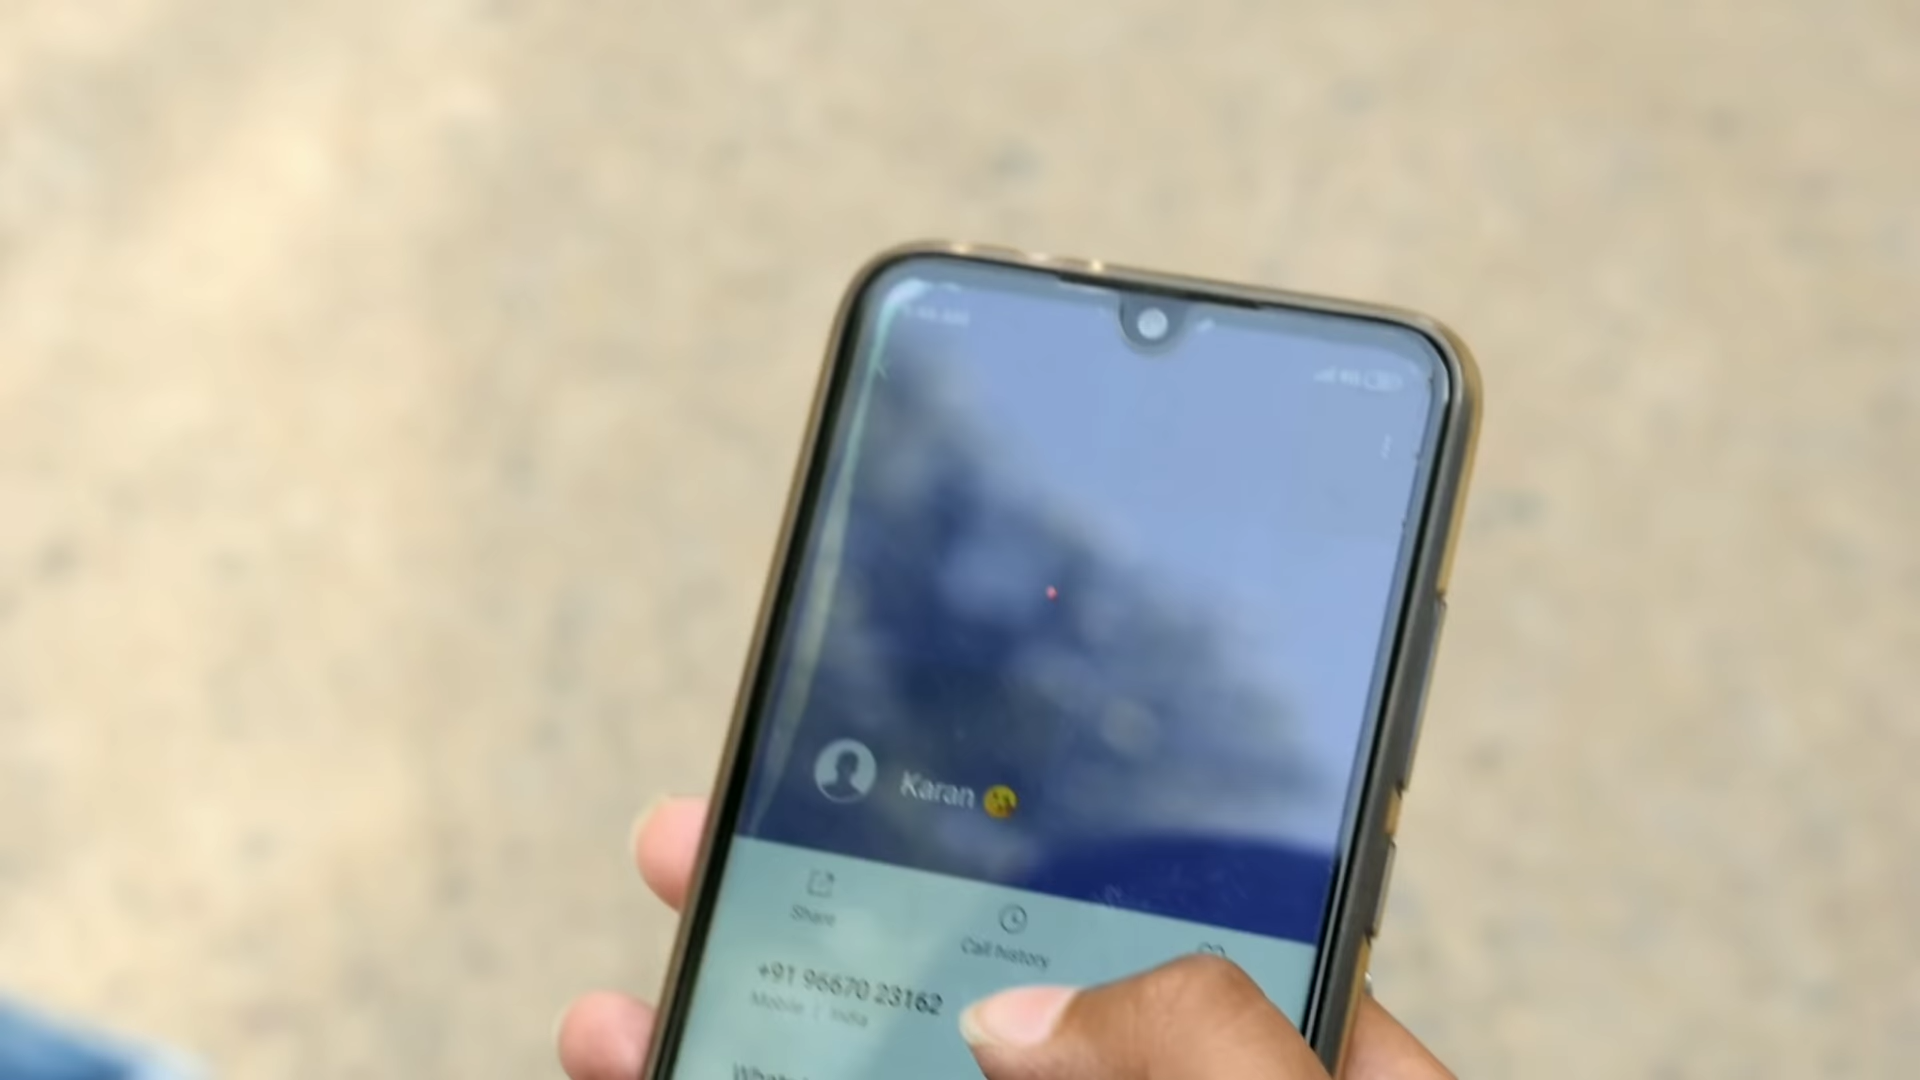 Karan 😘
Share
Call history
+91 96670 23162
Mobile | India